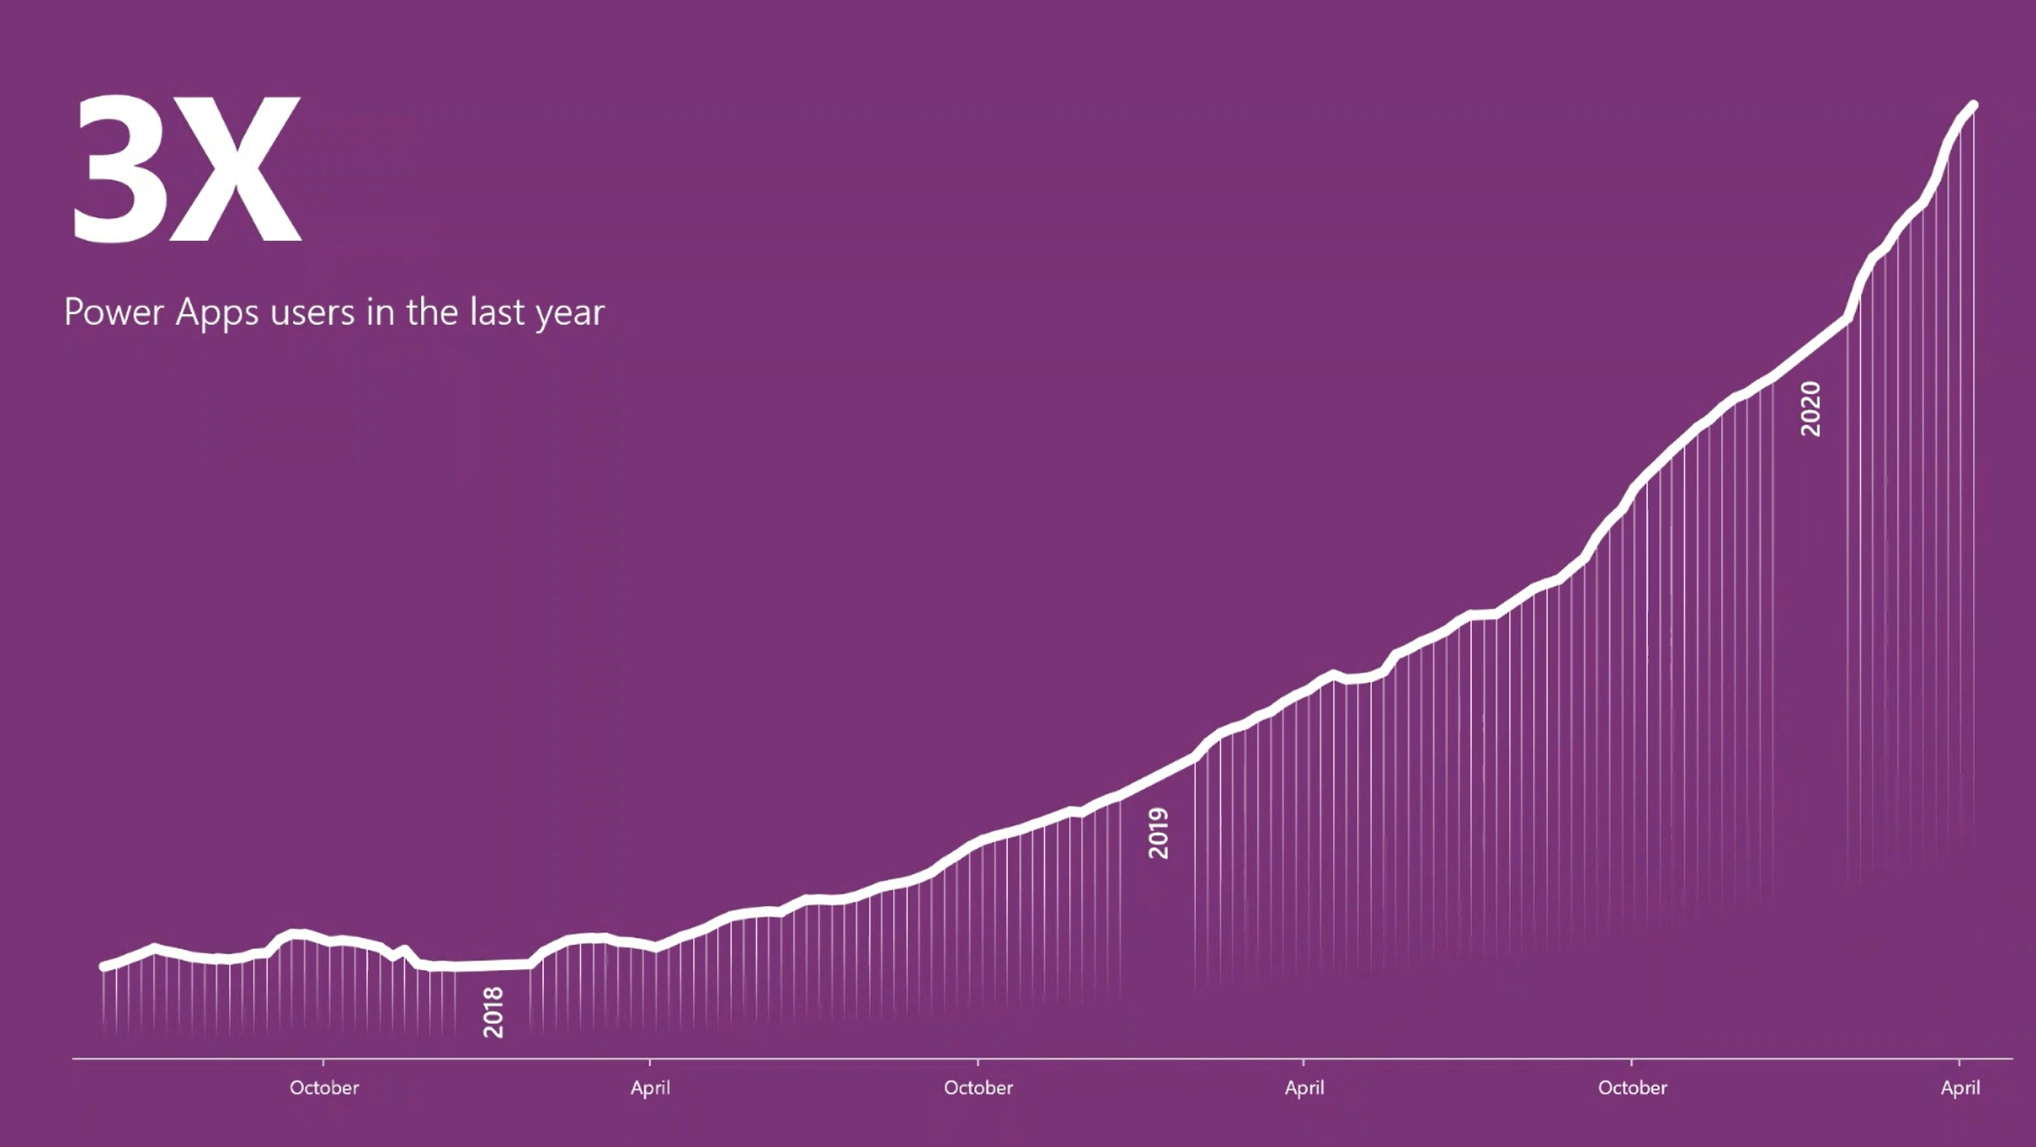 3X
Power Apps users in the last year
2018
2019
2020
October
April
October
April
October
April